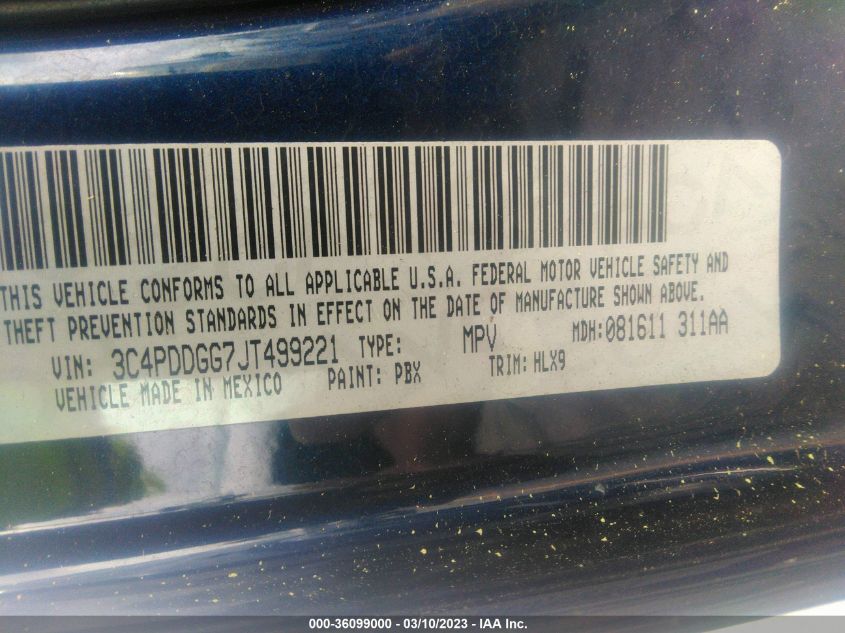 THIS VEHICLE CONFORMS TO ALL APPLICABLE U.S.A. FEDERAL MOTOR VEHICLE SAFETY AND
THEFT PREVENTION STANDARDS IN EFFECT ON THE DATE OF MANUFACTURE SHOWN ABOVE.
VIN: 3C4PDDGG7JT499221 TYPE: MPV MDH:081611 311AA
VEHICLE MADE IN MEXICO PAINT: PBX TRIM: HLX9
000-36099000 - 03/10/2023 - IAA Inc.